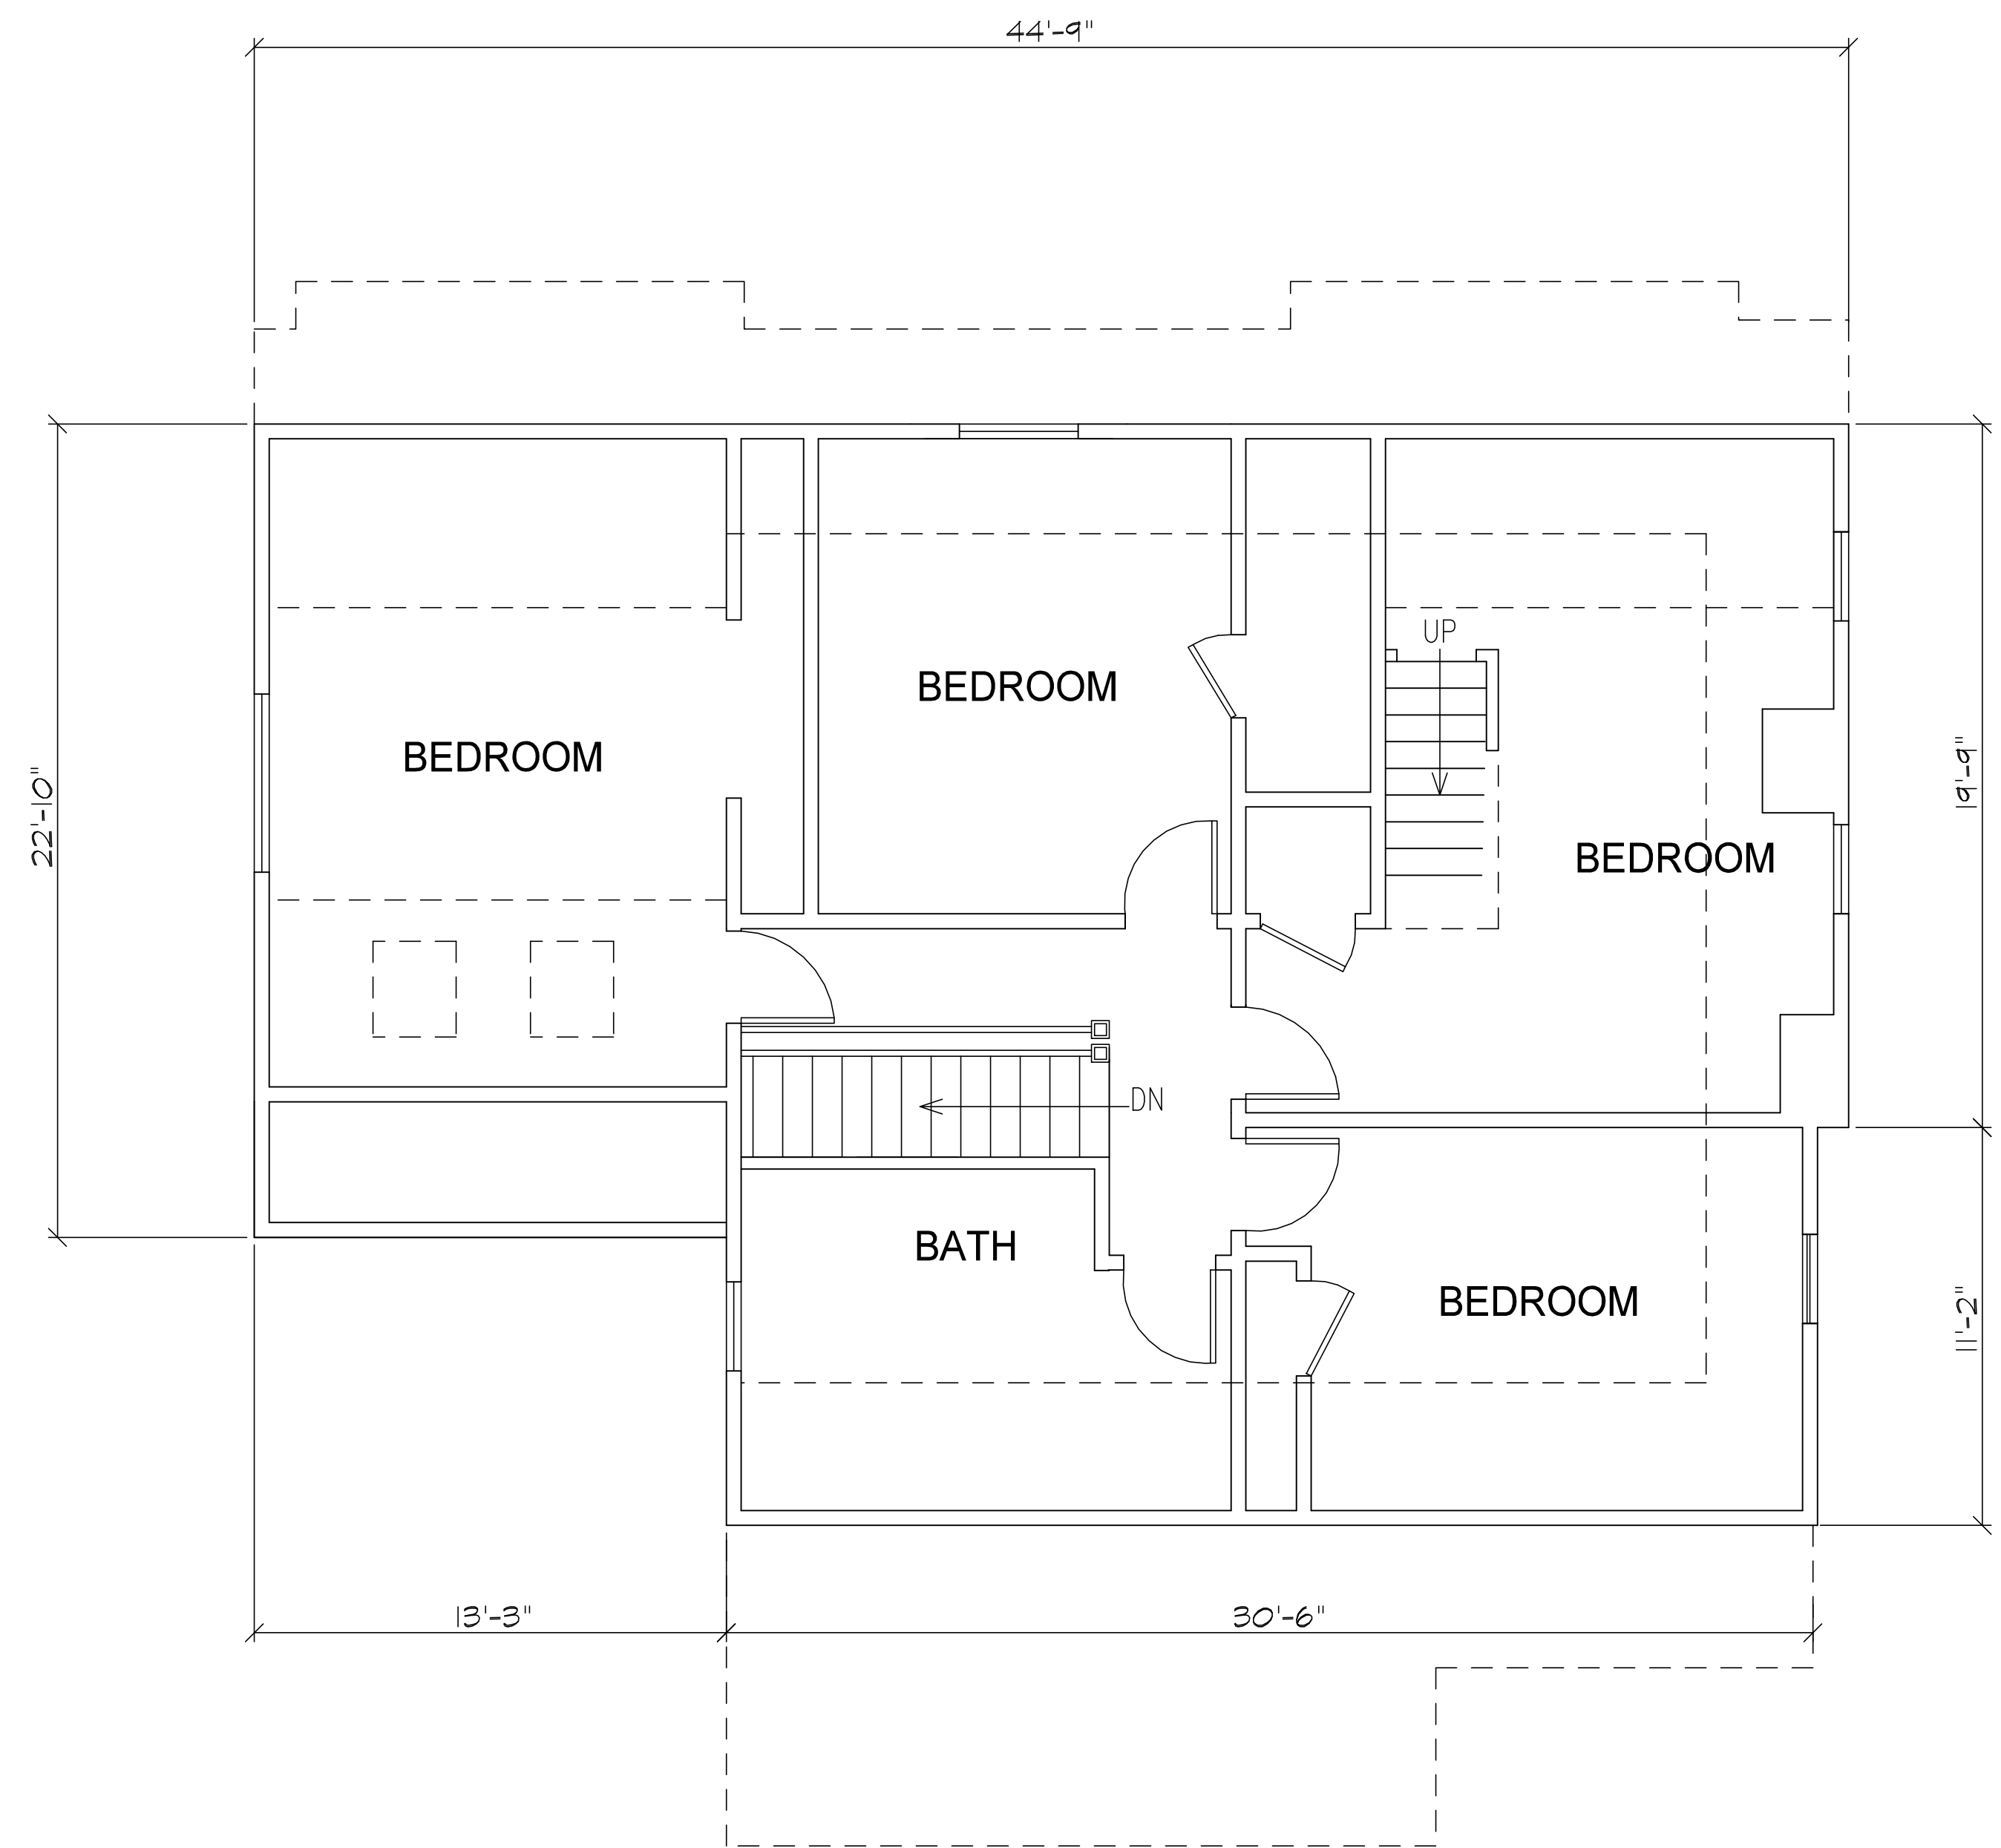 44'-9"
UP
BEDROOM
BEDROOM
22'-10"
19'-9"
BEDROOM
DN
BATH
BEDROOM
11'-2"
13'-3"
30'-6"